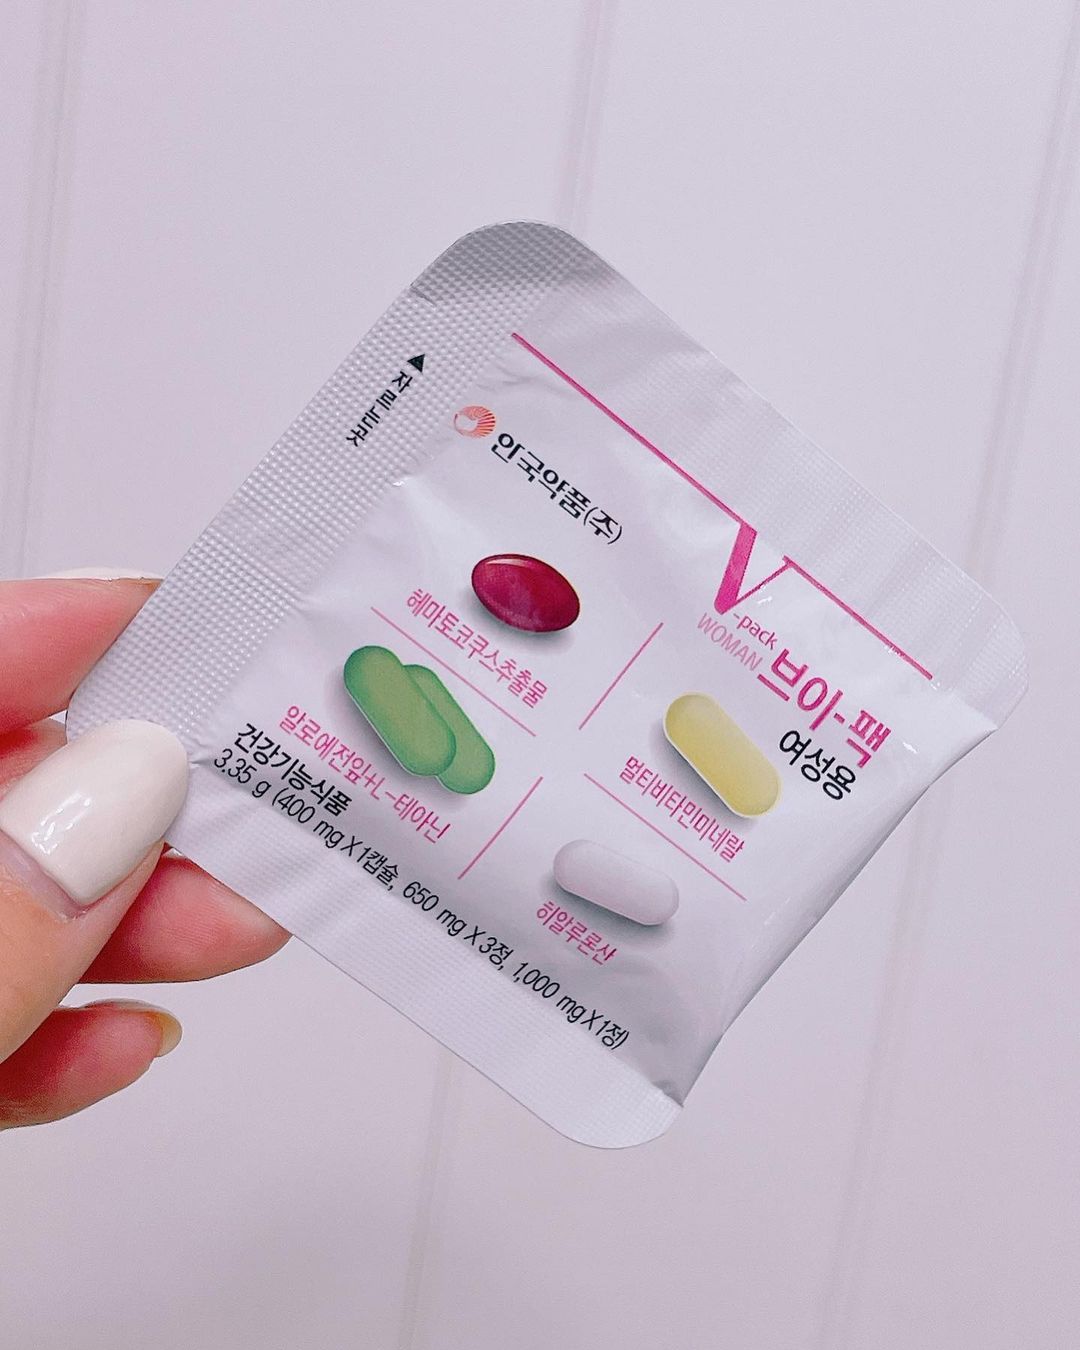 ▲자르는곳
안국약품(주)
V-pack
WOMAN
브이-팩
여성용
헤마토코쿠스추출물
멀티비타민미네랄
알로에전잎+L-테아닌
히알루론산
건강기능식품
3.35 g (400 mg X 1캡슐, 650 mg X 3정, 1,000 mg X 1정)